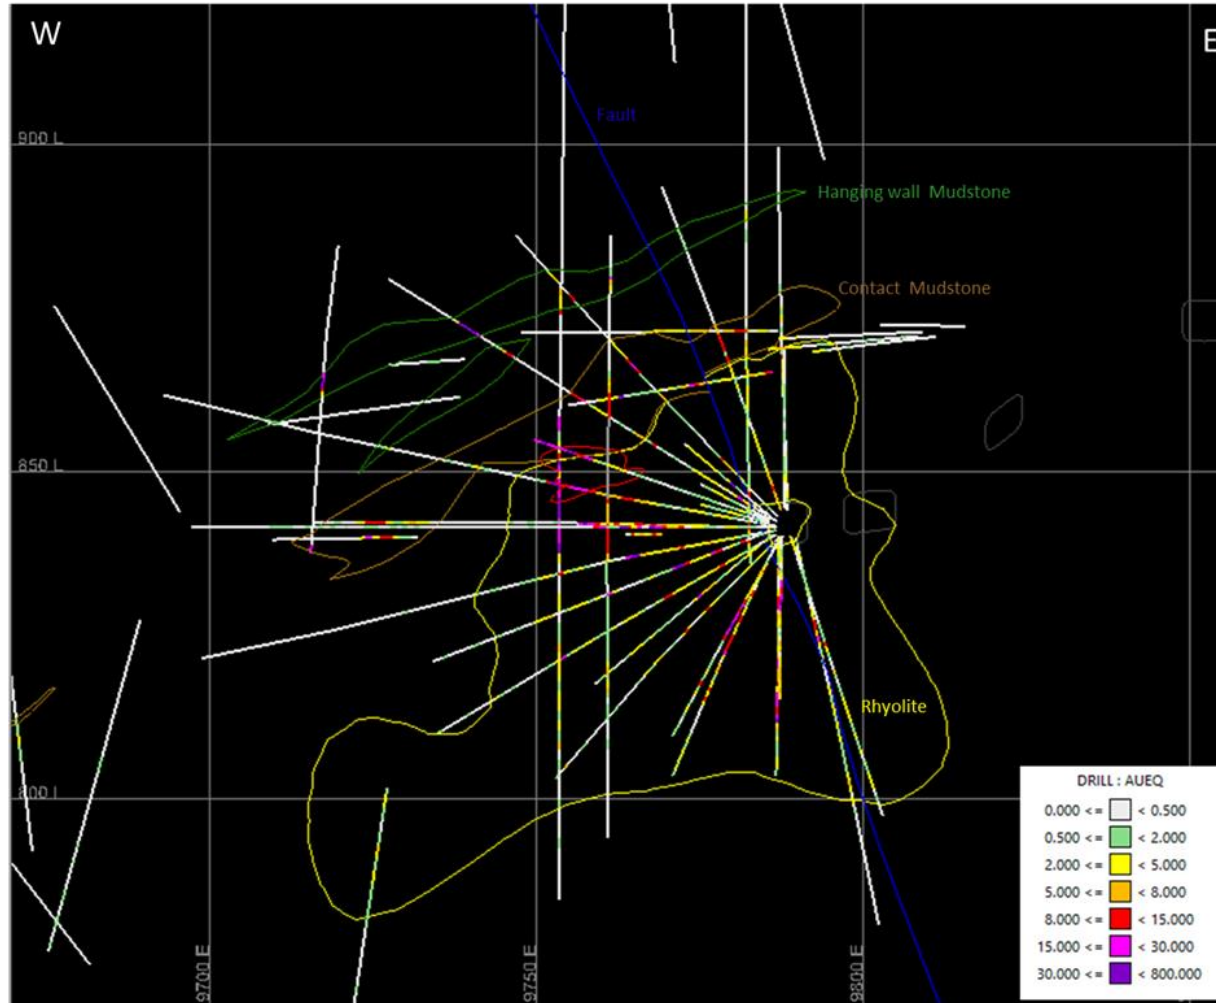 W
E
Fault
900 L
Hanging wall Mudstone
Contact Mudstone
850 L
Rhyolite
800 L
9700 E
9750 E
9800 E
DRILL : AUEQ
0.000 <= < 0.500
0.500 <= < 2.000
2.000 <= < 5.000
5.000 <= < 8.000
8.000 <= < 15.000
15.000 <= < 30.000
30.000 <= < 800.000